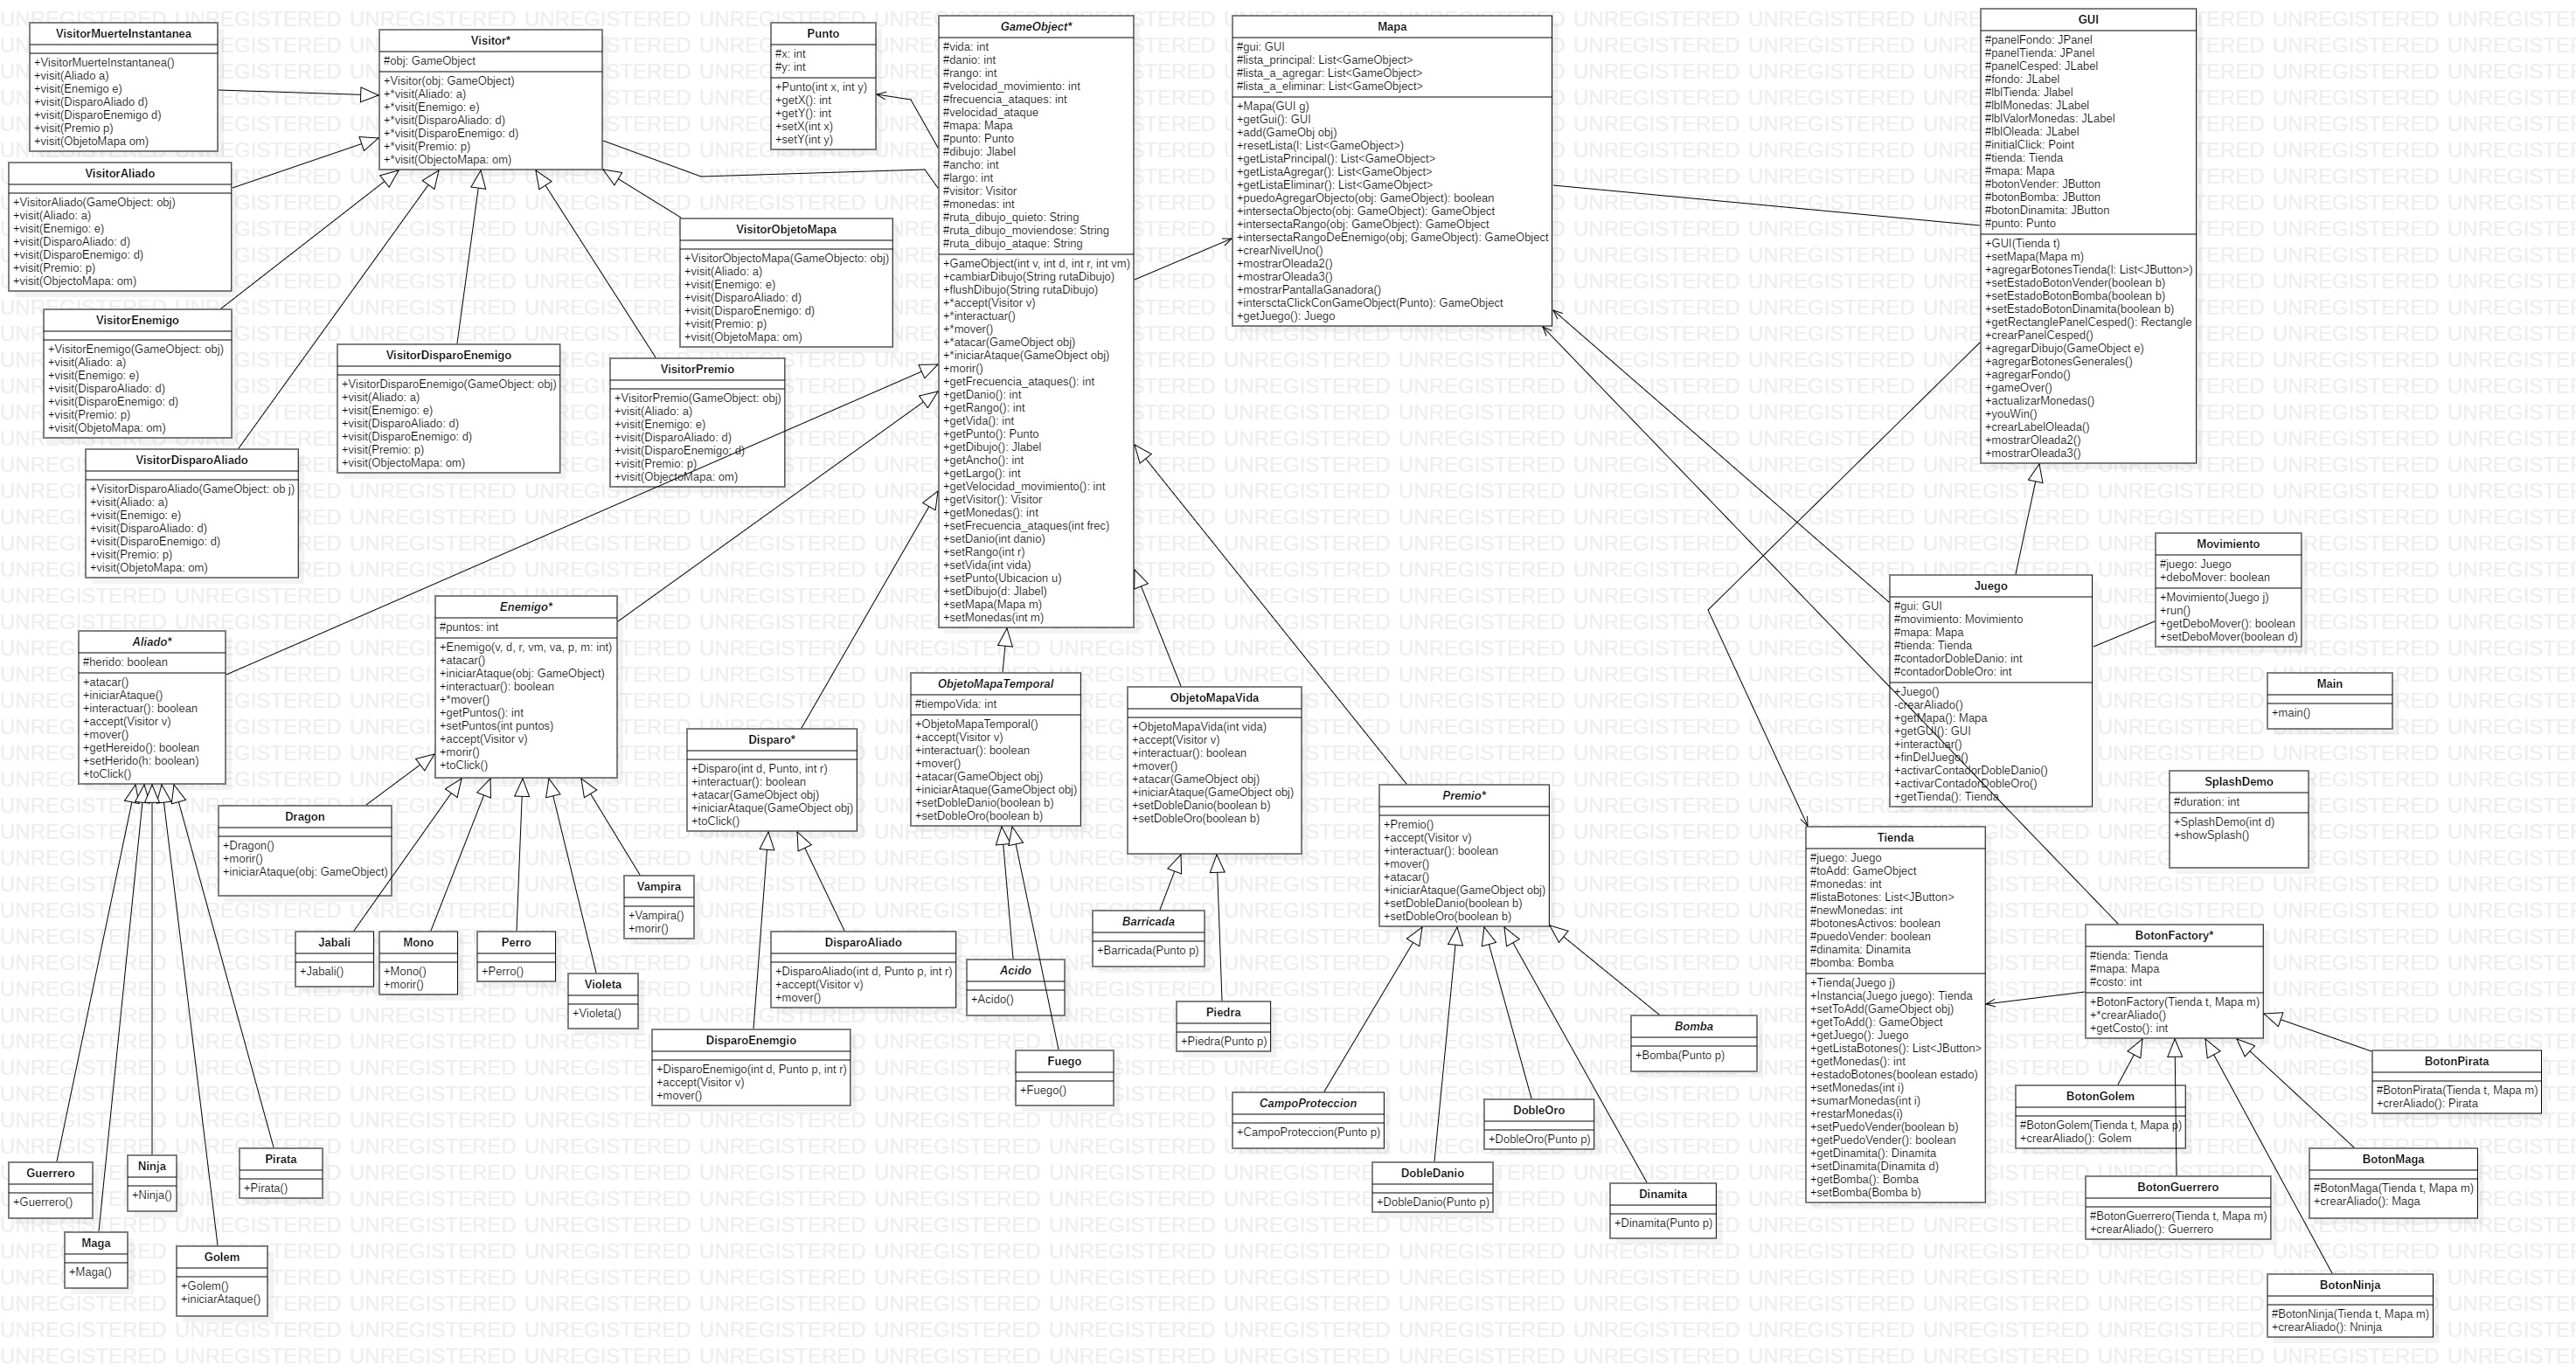 VisitorMuerteInstantanea
+VisitorMuerteInstantanea()
+visit(Aliado a)
+visit(Enemigo e)
+visit(DisparoAliado d)
+visit(DisparoEnemigo d)
+visit(Premio p)
+visit(ObjetoMapa om)
Visitor*
#obj: GameObject
+Visitor(obj: GameObject)
+*visit(Aliado: a)
+*visit(Enemigo: e)
+*visit(DisparoAliado: d)
+*visit(DisparoEnemigo: d)
+*visit(Premio: p)
+*visit(ObjectoMapa: om)
Punto
#x: int
#y: int
+Punto(int x, int y)
+getX(): int
+getY(): int
+setX(int x)
+setY(int y)
GameObject*
#vida: int
#danio: int
#rango: int
#velocidad_movimiento: int
#frecuencia_ataques: int
#velocidad_ataque
#mapa: Mapa
#punto: Punto
#dibujo: Jlabel
#ancho: int
#largo: int
#visitor: Visitor
#monedas: int
#ruta_dibujo_quieto: String
#ruta_dibujo_moviendose: String
#ruta_dibujo_ataque: String
+GameObject(int v, int d, int r, int vm)
+cambiarDibujo(String rutaDibujo)
+flushDibujo(String rutaDibujo)
+*accept(Visitor v)
+*interactuar()
+*mover()
+*atacar(GameObject obj)
+*iniciarAtaque(GameObject obj)
+morir()
+getFrecuencia_ataques(): int
+getDanio(): int
+getRango(): int
+getVida(): int
+getPunto(): Punto
+getDibujo(): Jlabel
+getAncho(): int
+getLargo(): int
+getVelocidad_movimiento(): int
+getVisitor(): Visitor
+getMonedas(): int
+setFrecuencia_ataques(int frec)
+setDanio(int danio)
+setRango(int r)
+setVida(int vida)
+setPunto(Ubicacion u)
+setDibujo(d: Jlabel)
+setMapa(Mapa m)
+setMonedas(int m)
Mapa
#gui: GUI
#lista_principal: List<GameObject>
#lista_a_agregar: List<GameObject>
#lista_a_eliminar: List<GameObject>
+Mapa(GUI g)
+getGui(): GUI
+add(GameObj obj)
+resetLista(l: List<GameObject>)
+getListaPrincipal(): List<GameObject>
+getListaAgregar(): List<GameObject>
+getListaEliminar(): List<GameObject>
+puedoAgregarObjecto(obj: GameObject): boolean
+intersectaObjecto(obj: GameObject): GameObject
+intersectaRango(obj: GameObject): GameObject
+intersectaRangoDeEnemigo(obj; GameObject): GameObject
+crearNivelUno()
+mostrarOleada2()
+mostrarOleada3()
+mostrarPantallaGanadora()
+intersctaClickConGameObject(Punto): GameObject
+getJuego(): Juego
GUI
#panelFondo: JPanel
#panelTienda: JPanel
#panelCesped: JLabel
#fondo: JLabel
#lblTienda: Jlabel
#lblMonedas: JLabel
#lblValorMonedas: JLabel
#lblOleada: JLabel
#initialClick: Point
#tienda: Tienda
#mapa: Mapa
#botonVender: JButton
#botonBomba: JButton
#botonDinamita: JButton
#punto: Punto
+GUI(Tienda t)
+setMapa(Mapa m)
+agregarBotonesTienda(l: List<JButton>)
+setEstadoBotonVender(boolean b)
+setEstadoBotonBomba(boolean b)
+setEstadoBotonDinamita(boolean b)
+getRectanglePanelCesped(): Rectangle
+crearPanelCesped()
+agregarDibujo(GameObject e)
+agregarBotonesGenerales()
+agregarFondo()
+gameOver()
+actualizarMonedas()
+youWin()
+crearLabelOleada()
+mostrarOleada2()
+mostrarOleada3()
VisitorAliado
+VisitorAliado(GameObject: obj)
+visit(Aliado: a)
+visit(Enemigo: e)
+visit(DisparoAliado: d)
+visit(DisparoEnemigo: d)
+visit(Premio: p)
+visit(ObjectoMapa: om)
VisitorObjetoMapa
+VisitorObjectoMapa(GameObjecto: obj)
+visit(Aliado: a)
+visit(Enemigo: e)
+visit(DisparoAliado: d)
+visit(DisparoEnemigo: d)
+visit(Premio: p)
+visit(ObjetoMapa: om)
VisitorEnemigo
+VisitorEnemigo(GameObject: obj)
+visit(Aliado: a)
+visit(Enemigo: e)
+visit(DisparoAliado: d)
+visit(DisparoEnemigo: d)
+visit(Premio: p)
+visit(ObjetoMapa: om)
VisitorDisparoEnemigo
+VisitorDisparoEnemigo(GameObject: obj)
+visit(Aliado: a)
+visit(Enemigo: e)
+visit(DisparoAliado: d)
+visit(DisparoEnemigo: d)
+visit(Premio: p)
+visit(ObjectoMapa: om)
VisitorPremio
+VisitorPremio(GameObject: obj)
+visit(Aliado: a)
+visit(Enemigo: e)
+visit(DisparoAliado: d)
+visit(DisparoEnemigo: d)
+visit(Premio: p)
+visit(ObjectoMapa: om)
VisitorDisparoAliado
+VisitorDisparoAliado(GameObject: ob j)
+visit(Aliado: a)
+visit(Enemigo: e)
+visit(DisparoAliado: d)
+visit(DisparoEnemigo: d)
+visit(Premio: p)
+visit(ObjetoMapa: om)
Movimiento
#juego: Juego
+deboMover: boolean
+Movimiento(Juego j)
+run()
+getDeboMover(): boolean
+setDeboMover(boolean d)
Juego
#gui: GUI
#movimiento: Movimiento
#mapa: Mapa
#tienda: Tienda
#contadorDobleDanio: int
#contadorDobleOro: int
+Juego()
-crearAliado()
+getMapa(): Mapa
+getGUI(): GUI
+interactuar()
+finDelJuego()
+activarContadorDobleDanio()
+activarContadorDobleOro()
+getTienda(): Tienda
Main
+main()
SplashDemo
#duration: int
+SplashDemo(int d)
+showSplash()
Aliado*
#herido: boolean
+atacar()
+iniciarAtaque()
+interactuar(): boolean
+accept(Visitor v)
+mover()
+getHereido(): boolean
+setHerido(h: boolean)
+toClick()
Enemigo*
#puntos: int
+Enemigo(v, d, r, vm, va, p, m: int)
+atacar()
+iniciarAtaque(obj: GameObject)
+interactuar(): boolean
+*mover()
+getPuntos(): int
+setPuntos(int puntos)
+accept(Visitor v)
+morir()
+toClick()
Disparo*
+Disparo(int d, Punto, int r)
+interactuar(): boolean
+atacar(GameObject obj)
+iniciarAtaque(GameObject obj)
+toClick()
ObjetoMapaTemporal
#tiempoVida: int
+ObjetoMapaTemporal()
+accept(Visitor v)
+interactuar(): boolean
+mover()
+atacar(GameObject obj)
+iniciarAtaque(GameObject obj)
+setDobleDanio(boolean b)
+setDobleOro(boolean b)
ObjetoMapaVida
+ObjetoMapaVida(int vida)
+accept(Visitor v)
+interactuar(): boolean
+mover()
+atacar(GameObject obj)
+iniciarAtaque(GameObject obj)
+setDobleDanio(boolean b)
+setDobleOro(boolean b)
Premio*
+Premio()
+accept(Visitor v)
+interactuar(): boolean
+mover()
+atacar()
+iniciarAtaque(GameObject obj)
+setDobleDanio(boolean b)
+setDobleOro(boolean b)
Tienda
#juego: Juego
#toAdd: GameObject
#monedas: int
#listaBotones: List<JButton>
#newMonedas: int
#botonesActivos: boolean
#puedoVender: boolean
#dinamita: Dinamita
#bomba: Bomba
+Tienda(Juego j)
+Instancia(Juego juego): Tienda
+setToAdd(GameObject obj)
+getToAdd(): GameObject
+getJuego(): Juego
+getListaBotones(): List<JButton>
+getMonedas(): int
+estadoBotones(boolean estado)
+setMonedas(int i)
+sumarMonedas(int i)
+restarMonedas(i)
+setPuedoVender(boolean b)
+getPuedoVender(): boolean
+getDinamita(): Dinamita
+setDinamita(Dinamita d)
+getBomba(): Bomba
+setBomba(Bomba b)
Dragon
+Dragon()
+morir()
+iniciarAtaque(obj: GameObject)
Vampira
+Vampira()
+morir()
Jabali
+Jabali()
Mono
+Mono()
+morir()
Perro
+Perro()
Violeta
+Violeta()
DisparoAliado
+DisparoAliado(int d, Punto p, int r)
+accept(Visitor v)
+mover()
DisparoEnemgio
+DisparoEnemigo(int d, Punto p, int r)
+accept(Visitor v)
+mover()
Acido
+Acido()
Fuego
+Fuego()
Barricada
+Barricada(Punto p)
Piedra
+Piedra(Punto p)
CampoProteccion
+CampoProteccion(Punto p)
DobleDanio
+DobleDanio(Punto p)
DobleOro
+DobleOro(Punto p)
Dinamita
+Dinamita(Punto p)
Bomba
+Bomba(Punto p)
BotonFactory*
#tienda: Tienda
#mapa: Mapa
#costo: int
+BotonFactory(Tienda t, Mapa m)
+*crearAliado()
+getCosto(): int
BotonPirata
#BotonPirata(Tienda t, Mapa m)
+crerAliado(): Pirata
BotonGolem
#BotonGolem(Tienda t, Mapa p)
+crearAliado(): Golem
BotonMaga
#BotonMaga(Tienda t, Mapa m)
+crearAliado(): Maga
BotonGuerrero
#BotonGuerrero(Tienda t, Mapa m)
+crearAliado(): Guerrero
BotonNinja
#BotonNinja(Tienda t, Mapa m)
+crearAliado(): Nninja
Guerrero
+Guerrero()
Ninja
+Ninja()
Pirata
+Pirata()
Maga
+Maga()
Golem
+Golem()
+iniciarAtaque()